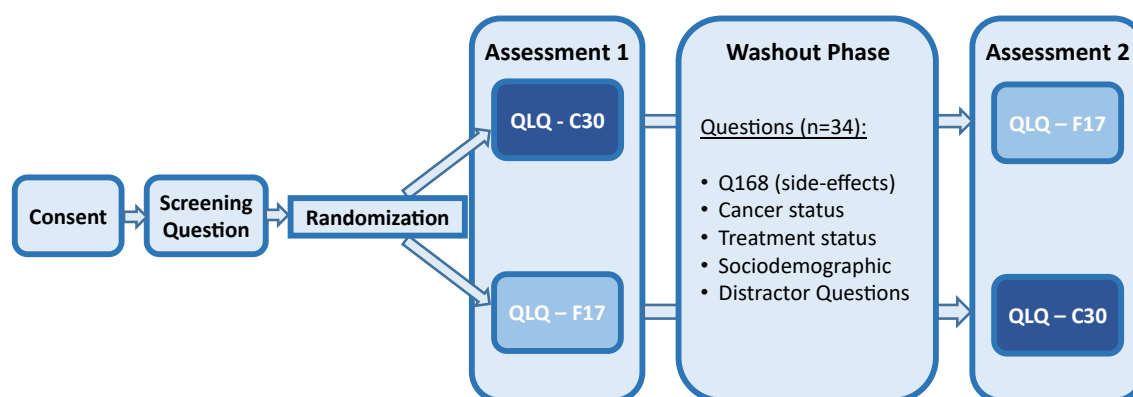 Consent
Screening
Question
Randomization
Assessment 1
QLQ - C30
QLQ – F17
Washout Phase
Questions (n=34):
• Q168 (side-effects)
• Cancer status
• Treatment status
• Sociodemographic
• Distractor Questions
Assessment 2
QLQ – F17
QLQ – C30